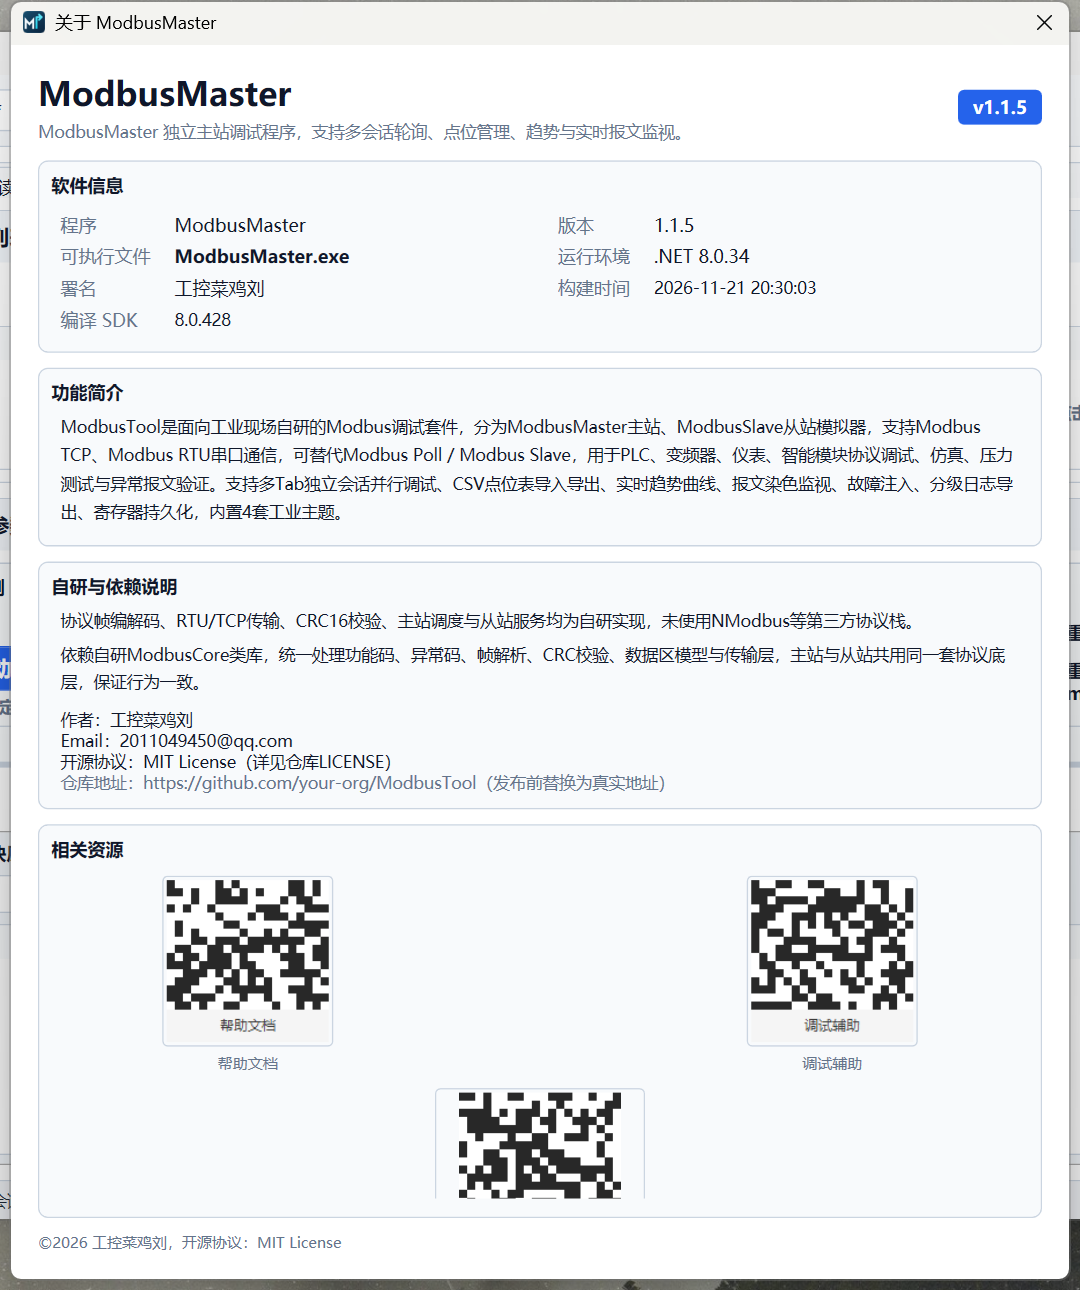 关于 ModbusMaster
ModbusMaster
v1.1.5
ModbusMaster 独立主站调试程序，支持多会话轮询、点位管理、趋势与实时报文监视。
软件信息
程序 ModbusMaster 版本 1.1.5
可执行文件 ModbusMaster.exe 运行环境 .NET 8.0.34
署名 工控菜鸡刘 构建时间 2026-11-21 20:30:03
编译 SDK 8.0.428
功能简介
ModbusTool是面向工业现场自研的Modbus调试套件，分为ModbusMaster主站、ModbusSlave从站模拟器，支持Modbus
TCP、Modbus RTU串口通信，可替代Modbus Poll / Modbus Slave，用于PLC、变频器、仪表、智能模块协议调试、仿真、压力
测试与异常报文验证。支持多Tab独立会话并行调试、CSV点位表导入导出、实时趋势曲线、报文染色监视、故障注入、分级日志导
出、寄存器持久化，内置4套工业主题。
自研与依赖说明
协议帧编解码、RTU/TCP传输、CRC16校验、主站调度与从站服务均为自研实现，未使用NModbus等第三方协议栈。
依赖自研ModbusCore类库，统一处理功能码、异常码、帧解析、CRC校验、数据区模型与传输层，主站与从站共用同一套协议底
层，保证行为一致。
作者：工控菜鸡刘
Email：2011049450@qq.com
开源协议：MIT License（详见仓库LICENSE）
仓库地址：https://github.com/your-org/ModbusTool（发布前替换为真实地址）
相关资源
帮助文档
调试辅助
帮助文档
调试辅助
©2026 工控菜鸡刘，开源协议：MIT License